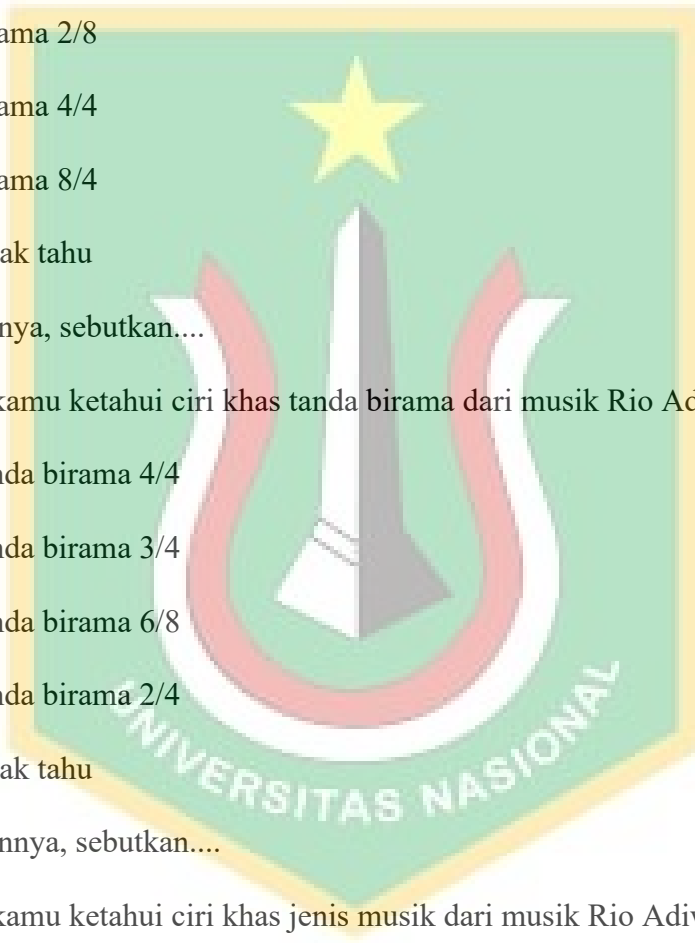 ama 2/8
ama 4/4
ama 8/4
ak tahu
nya, sebutkan....
kamu ketahui ciri khas tanda birama dari musik Rio Ad
nda birama 4/4
nda birama 3/4
nda birama 6/8
nda birama 2/4
ak tahu
nnya, sebutkan....
kamu ketahui ciri khas jenis musik dari musik Rio Adiw
UNIVERSITAS NASIONAL